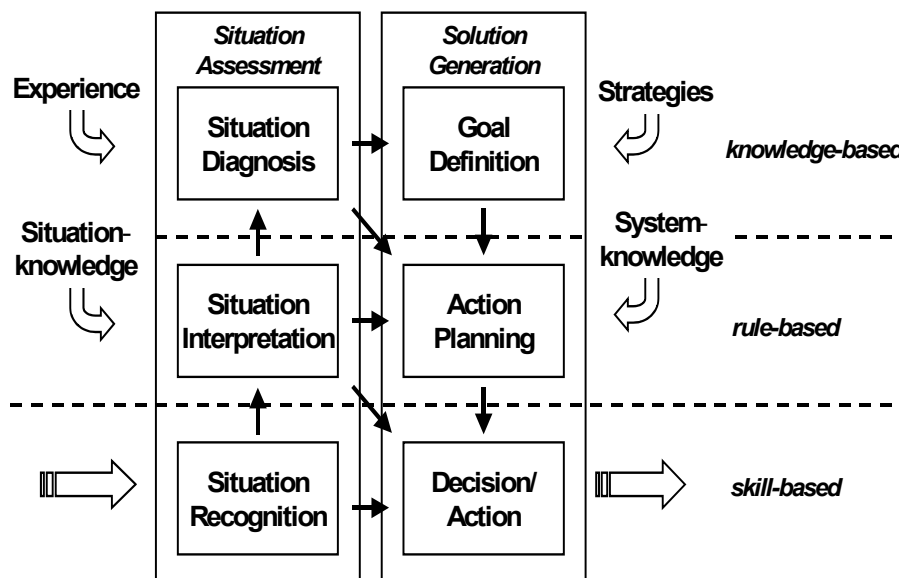 Situation
Assessment
Solution
Generation
Experience
Situation
Diagnosis
Goal
Definition
Strategies
knowledge-based
Situation-
knowledge
Situation
Interpretation
Action
Planning
System-
knowledge
rule-based
Situation
Recognition
Decision/
Action
skill-based